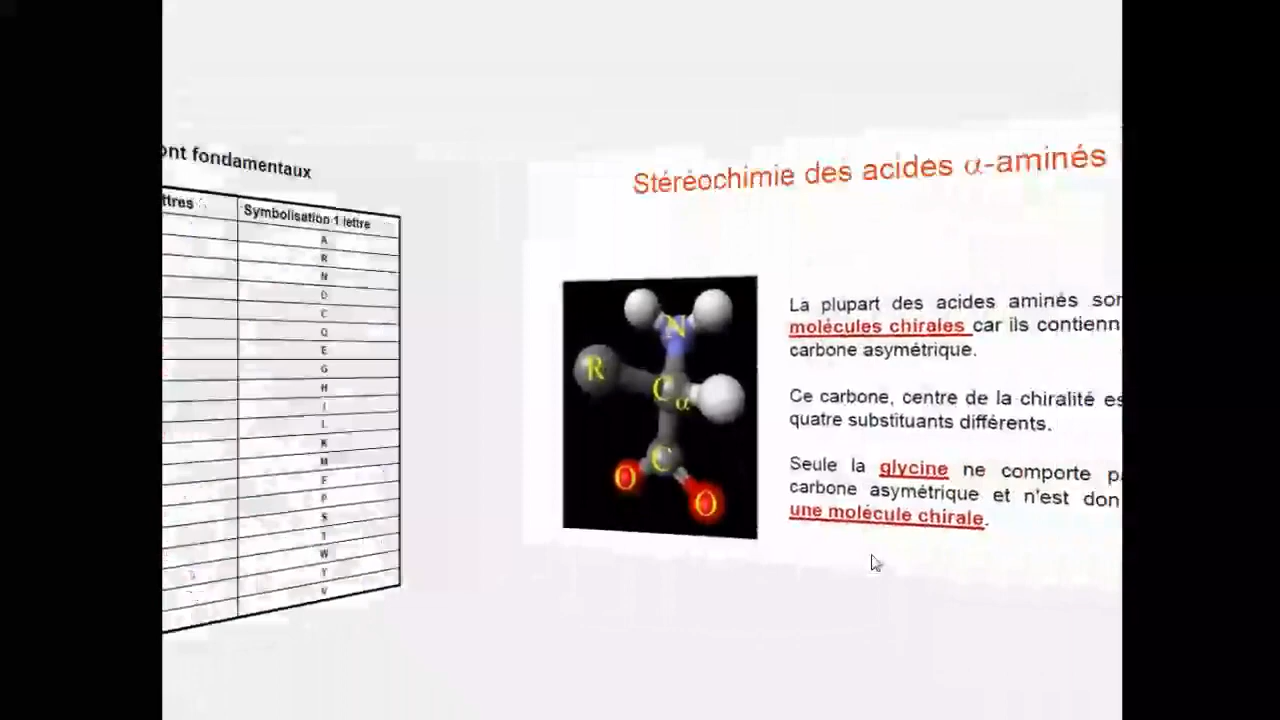 ont fondamentaux
ttres
Symbolisation 1 lettre
A
R
N
D
C
Q
E
G
H
I
L
K
M
F
P
S
T
W
Y
V
Stéréochimie des acides α-aminés
N
R
C α
C
O
O
La plupart des acides aminés sor
molécules chirales car ils contienn
carbone asymétrique.
Ce carbone, centre de la chiralité es
quatre substituants différents.
Seule la glycine ne comporte p
carbone asymétrique et n'est don
une molécule chirale.